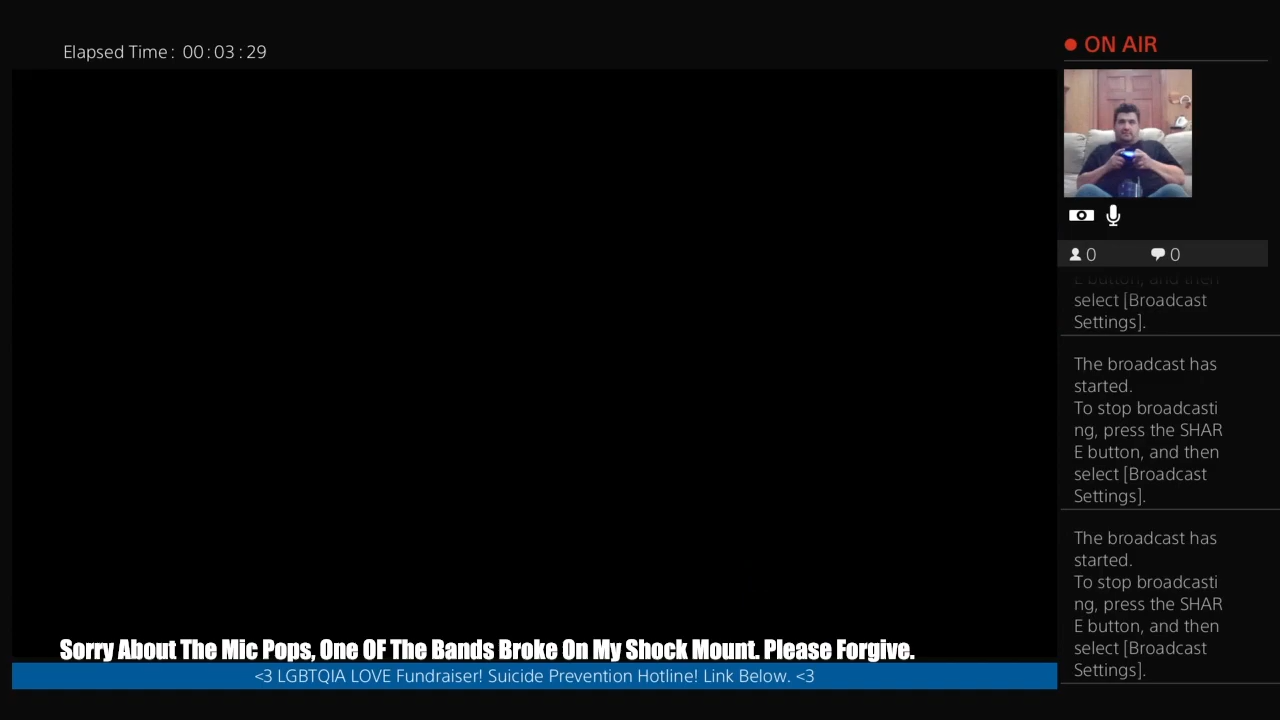 Elapsed Time: 00:03:29
ON AIR
0 0
E button, and then
select [Broadcast
Settings].
The broadcast has
started.
To stop broadcasti
ng, press the SHAR
E button, and then
select [Broadcast
Settings].
The broadcast has
started.
To stop broadcasti
ng, press the SHAR
E button, and then
select [Broadcast
Settings].
Sorry About The Mic Pops, One OF The Bands Broke On My Shock Mount. Please Forgive.
<3 LGBTQIA LOVE Fundraiser! Suicide Prevention Hotline! Link Below. <3